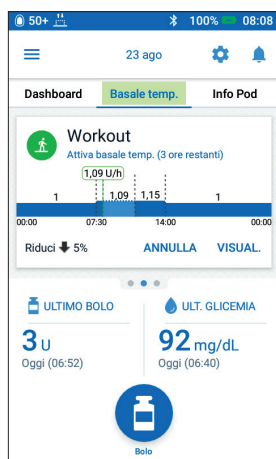 50+ 100% 08:08
23 ago
Dashboard Basale temp. Info Pod
Workout
Attiva basale temp. (3 ore restanti)
1,09 U/h
1 1,09 1,15 1
00:00 07:30 14:00 00:00
Riduci 5% ANNULLA VISUAL.
ULTIMO BOLO ULT. GLICEMIA
3 U 92 mg/dL
Oggi (06:52) Oggi (06:40)
Bolo